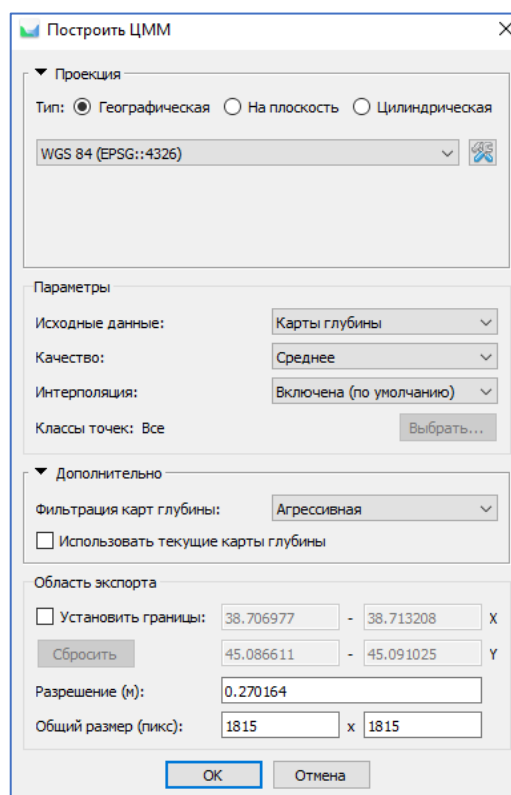 Построить ЦММ
Проекция
Тип: Географическая На плоскость Цилиндрическая
WGS 84 (EPSG::4326)
Параметры
Исходные данные: Карты глубины
Качество: Среднее
Интерполяция: Включена (по умолчанию)
Классы точек: Все Выбрать...
Дополнительно
Фильтрация карт глубины: Агрессивная
Использовать текущие карты глубины
Область экспорта
Установить границы: 38.706977 - 38.713208 X
Сбросить 45.086611 - 45.091025 Y
Разрешение (м): 0.270164
Общий размер (пикс): 1815 x 1815
OK Отмена